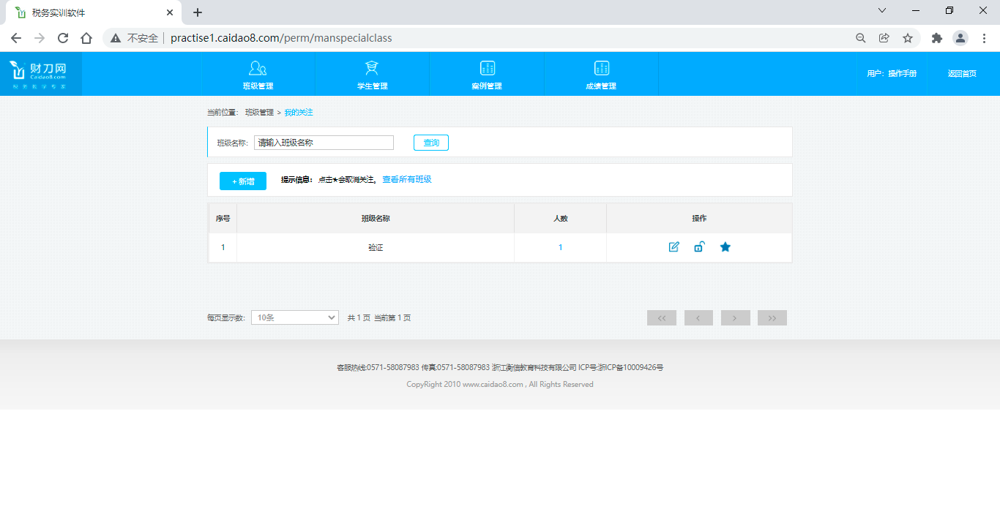 税务实训软件
不安全 practise1.caidao8.com/perm/manspecialclass
财刀网
Caidao8.com
税务教学专家
班级管理 学生管理 案例管理 成绩管理 用户: 操作手册 返回首页
当前位置: 班级管理 > 我的关注
班级名称: 请输入班级名称 查询
+ 新增 提示信息: 点击★会取消关注。 查看所有班级
序号 班级名称 人数 操作
1 验证 1
每页显示数: 10条 共 1 页 当前第 1 页 << < > >>
客服热线:0571-58087983 传真:0571-58087983 浙江衡信教育科技有限公司 ICP号:浙ICP备10009426号
CopyRight 2010 www.caidao8.com , All Rights Reserved